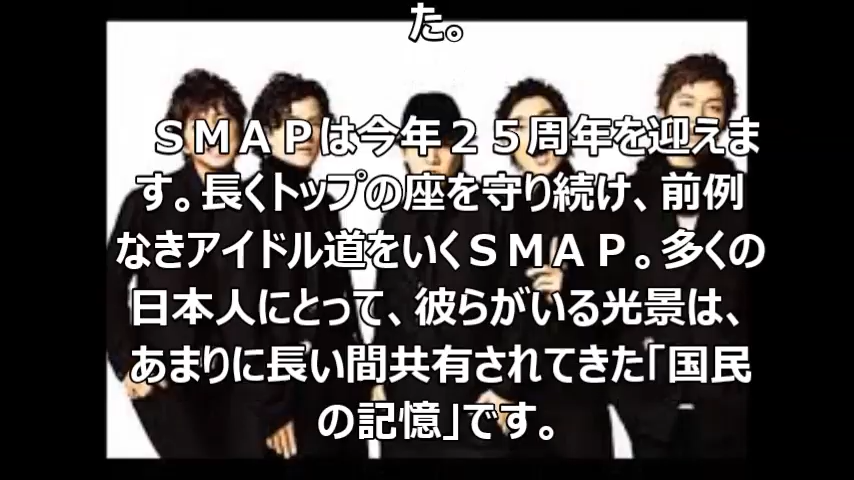 た。
ＳＭＡＰは今年２５周年を迎えま
す。長くトップの座を守り続け、前例
なきアイドル道をいくＳＭＡＰ。多くの
日本人にとって、彼らがいる光景は、
あまりに長い間共有されてきた「国民
の記憶」です。